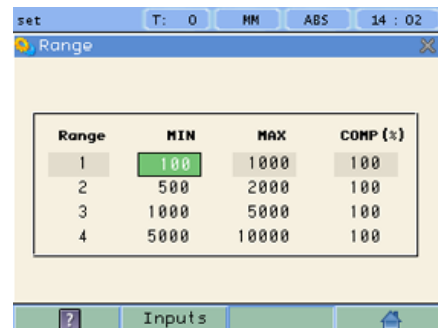 set T: 0 MM ABS 14 : 02
Range
Range MIN MAX COMP (%)
1 100 1000 100
2 500 2000 100
3 1000 5000 100
4 5000 10000 100
? Inputs